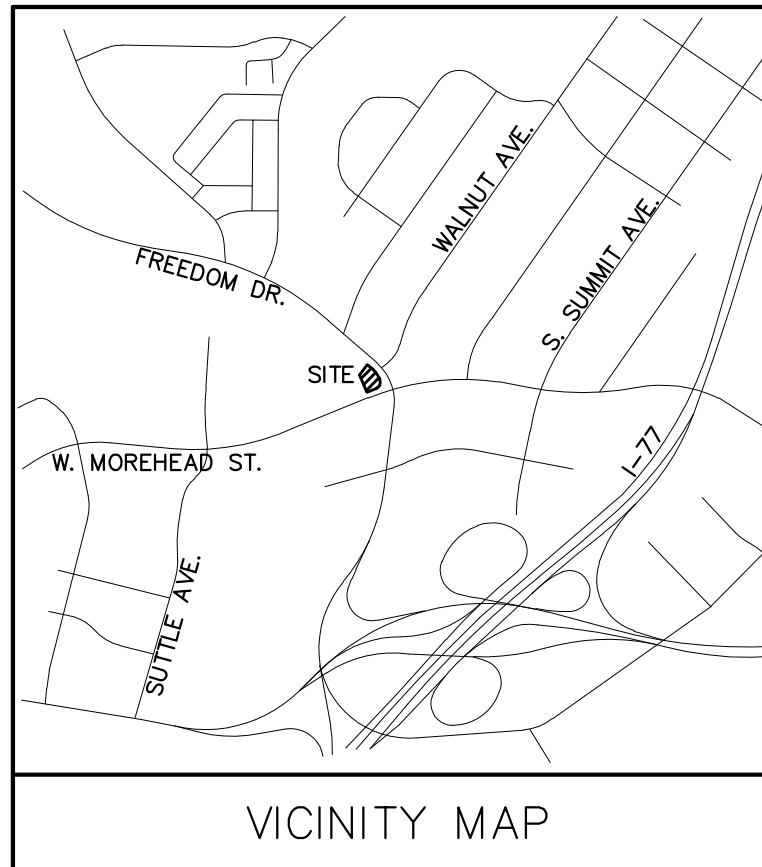 WALNUT AVE.
S. SUMMIT AVE.
FREEDOM DR.
SITE
I-77
W. MOREHEAD ST.
SUTTLE AVE.
VICINITY MAP